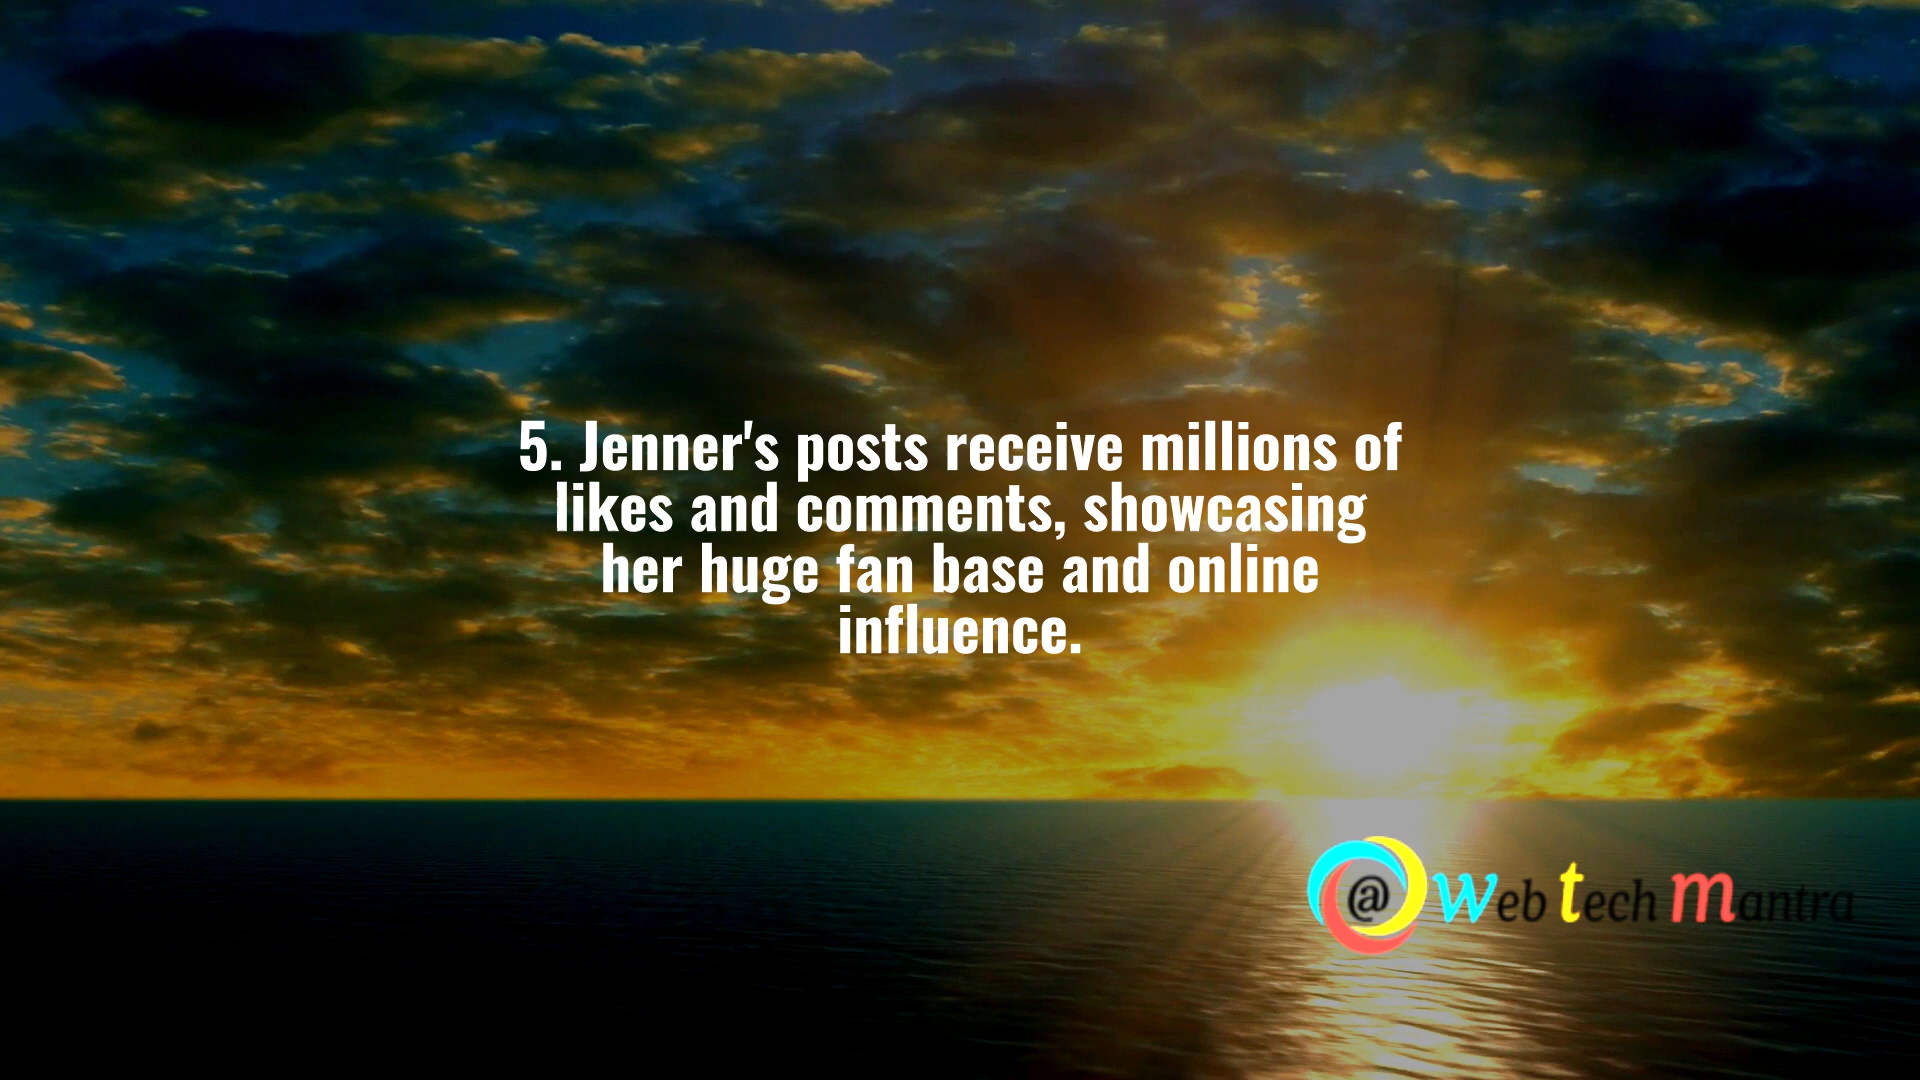 5. Jenner's posts receive millions of
likes and comments, showcasing
her huge fan base and online
influence.
@ Web tech Mantra